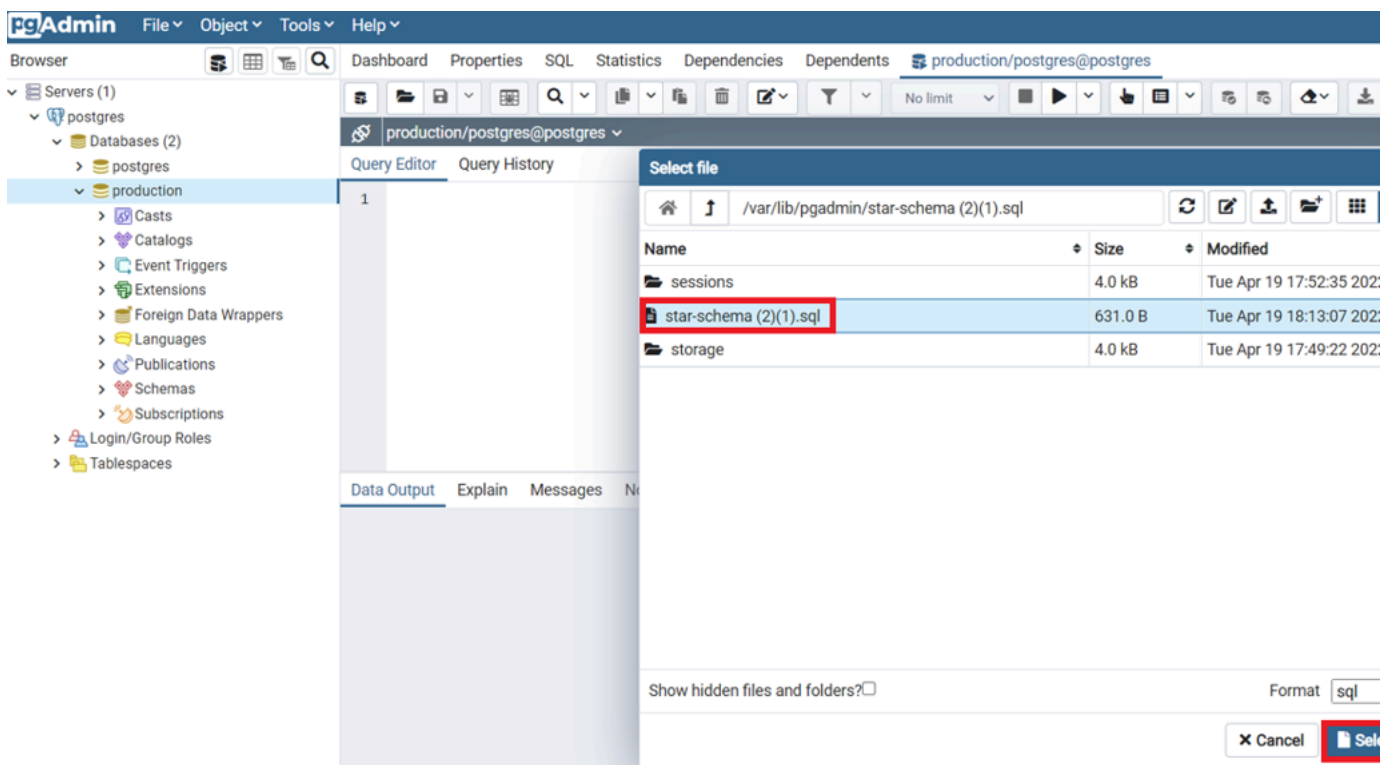 pgAdmin File Object Tools Help
Browser
Dashboard Properties SQL Statistics Dependencies Dependents production/postgres@postgres
Servers (1)
postgres
Databases (2)
postgres
production
Casts
Catalogs
Event Triggers
Extensions
Foreign Data Wrappers
Languages
Publications
Schemas
Subscriptions
Login/Group Roles
Tablespaces
No limit
production/postgres@postgres
Query Editor Query History
1
Data Output Explain Messages
Select file
/var/lib/pgadmin/star-schema (2)(1).sql
Name Size Modified
sessions 4.0 kB Tue Apr 19 17:52:35 202
star-schema (2)(1).sql 631.0 B Tue Apr 19 18:13:07 202
storage 4.0 kB Tue Apr 19 17:49:22 202
Show hidden files and folders? Format sql
Cancel Sele